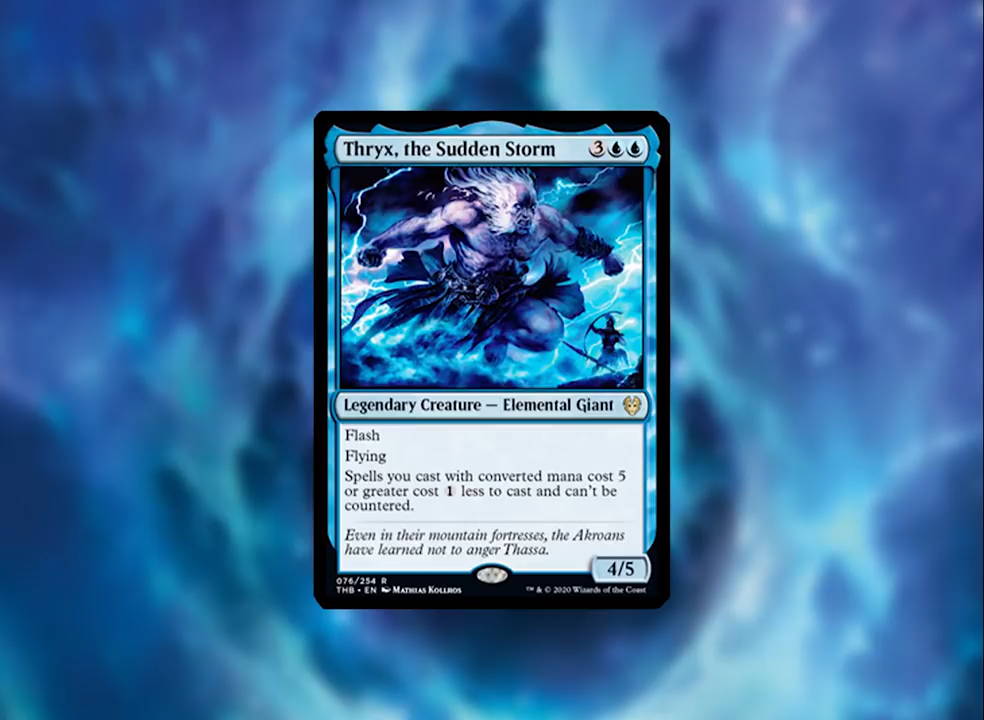 Thryx, the Sudden Storm 3
Legendary Creature — Elemental Giant
Flash
Flying
Spells you cast with converted mana cost 5
or greater cost 1 less to cast and can't be
countered.
Even in their mountain fortresses, the Akroans
have learned not to anger Thassa.
4/5
076/254 R
THB • EN Mathias Kollros
™ & © 2020 Wizards of the Coast